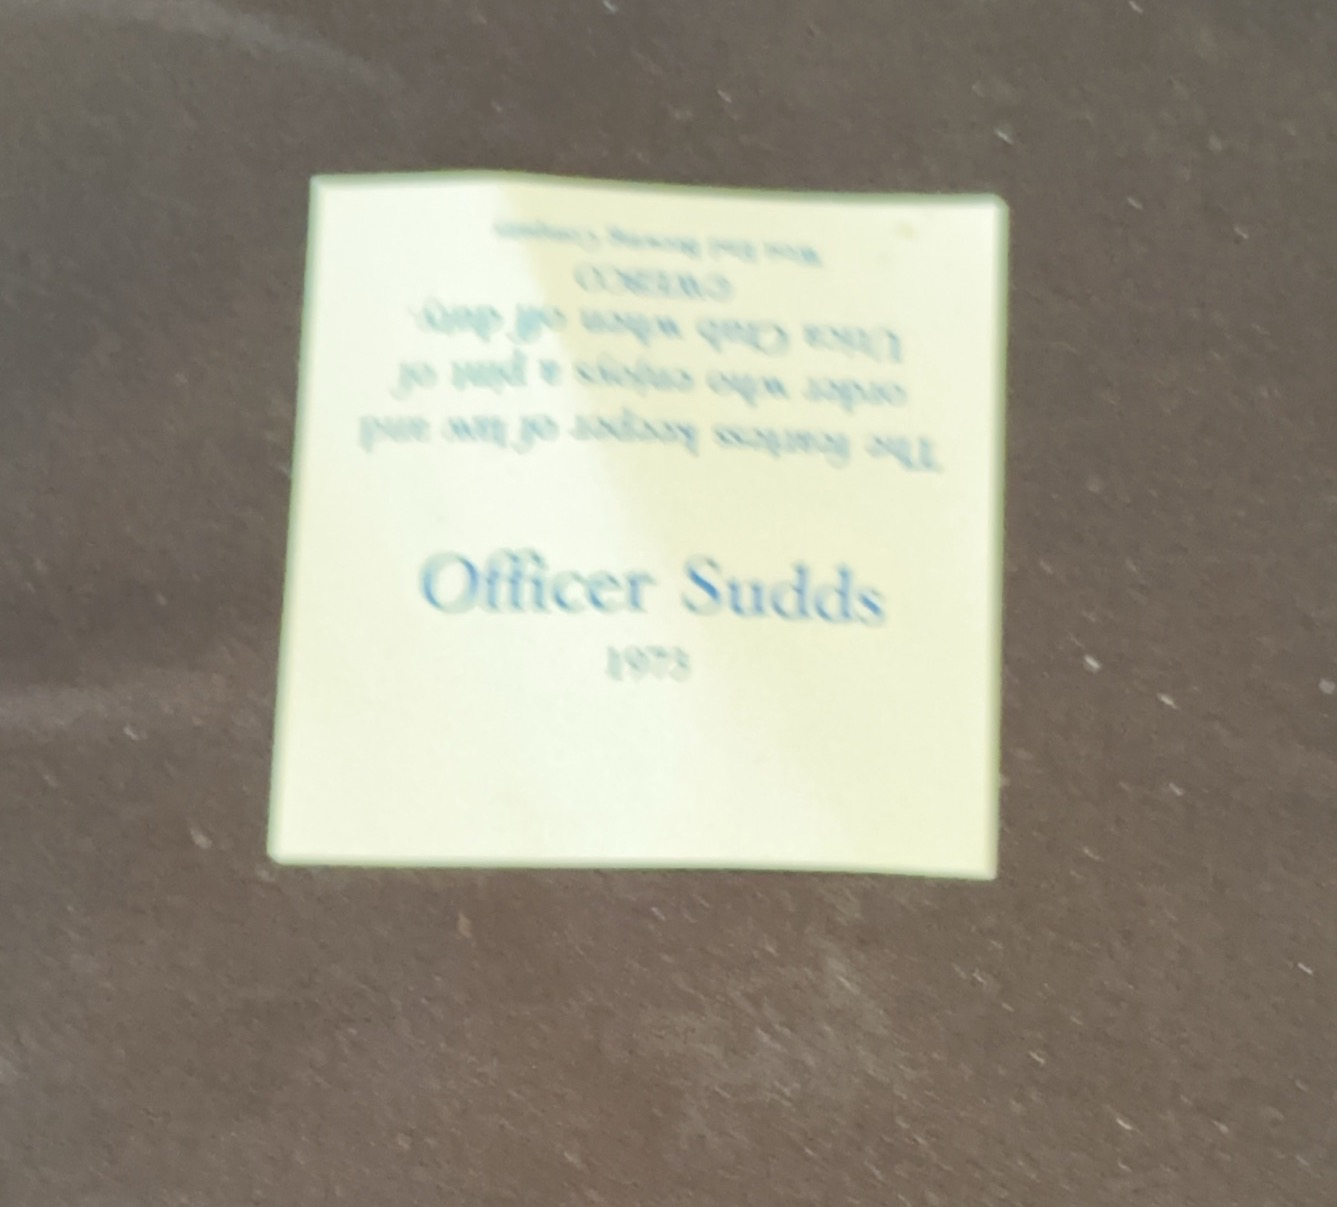 Officer Sudds
1973
The fearless keeper of law and
order who enjoys a pint of
Utica Club when off duty.
©WEBCO
West End Brewing Company